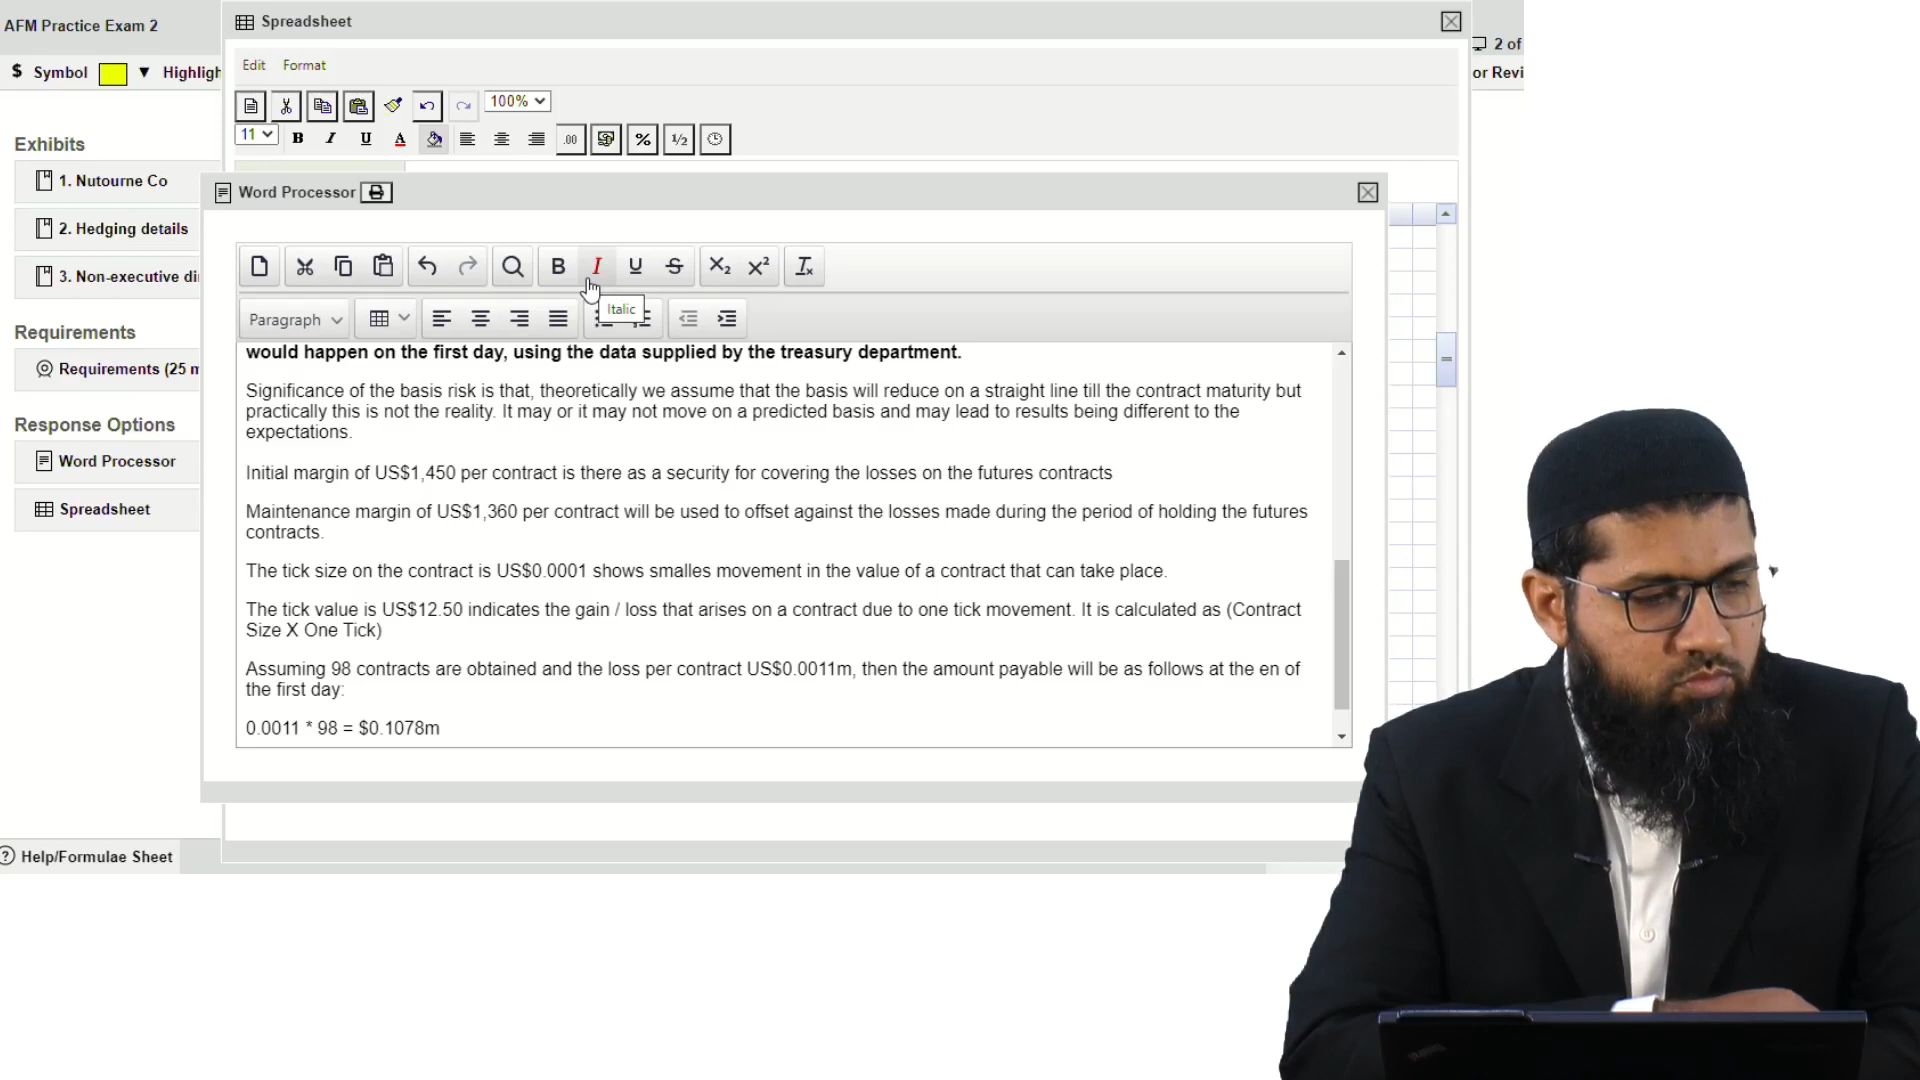 AFM Practice Exam 2
Spreadsheet
2 of
$ Symbol ▼ Highligh
or Revi
Edit Format
100%
11 B I U A .00 % 1/2
Exhibits
1. Nutourne Co
2. Hedging details
3. Non-executive di
Requirements
Requirements (25 m
Response Options
Word Processor
Spreadsheet
Help/Formulae Sheet
Word Processor
B I U S X₂ X² Ix
Italic
Paragraph
would happen on the first day, using the data supplied by the treasury department.
Significance of the basis risk is that, theoretically we assume that the basis will reduce on a straight line till the contract maturity but
practically this is not the reality. It may or it may not move on a predicted basis and may lead to results being different to the
expectations.
Initial margin of US$1,450 per contract is there as a security for covering the losses on the futures contracts
Maintenance margin of US$1,360 per contract will be used to offset against the losses made during the period of holding the futures
contracts.
The tick size on the contract is US$0.0001 shows smalles movement in the value of a contract that can take place.
The tick value is US$12.50 indicates the gain / loss that arises on a contract due to one tick movement. It is calculated as (Contract
Size X One Tick)
Assuming 98 contracts are obtained and the loss per contract US$0.0011m, then the amount payable will be as follows at the en of
the first day:
0.0011 * 98 = $0.1078m